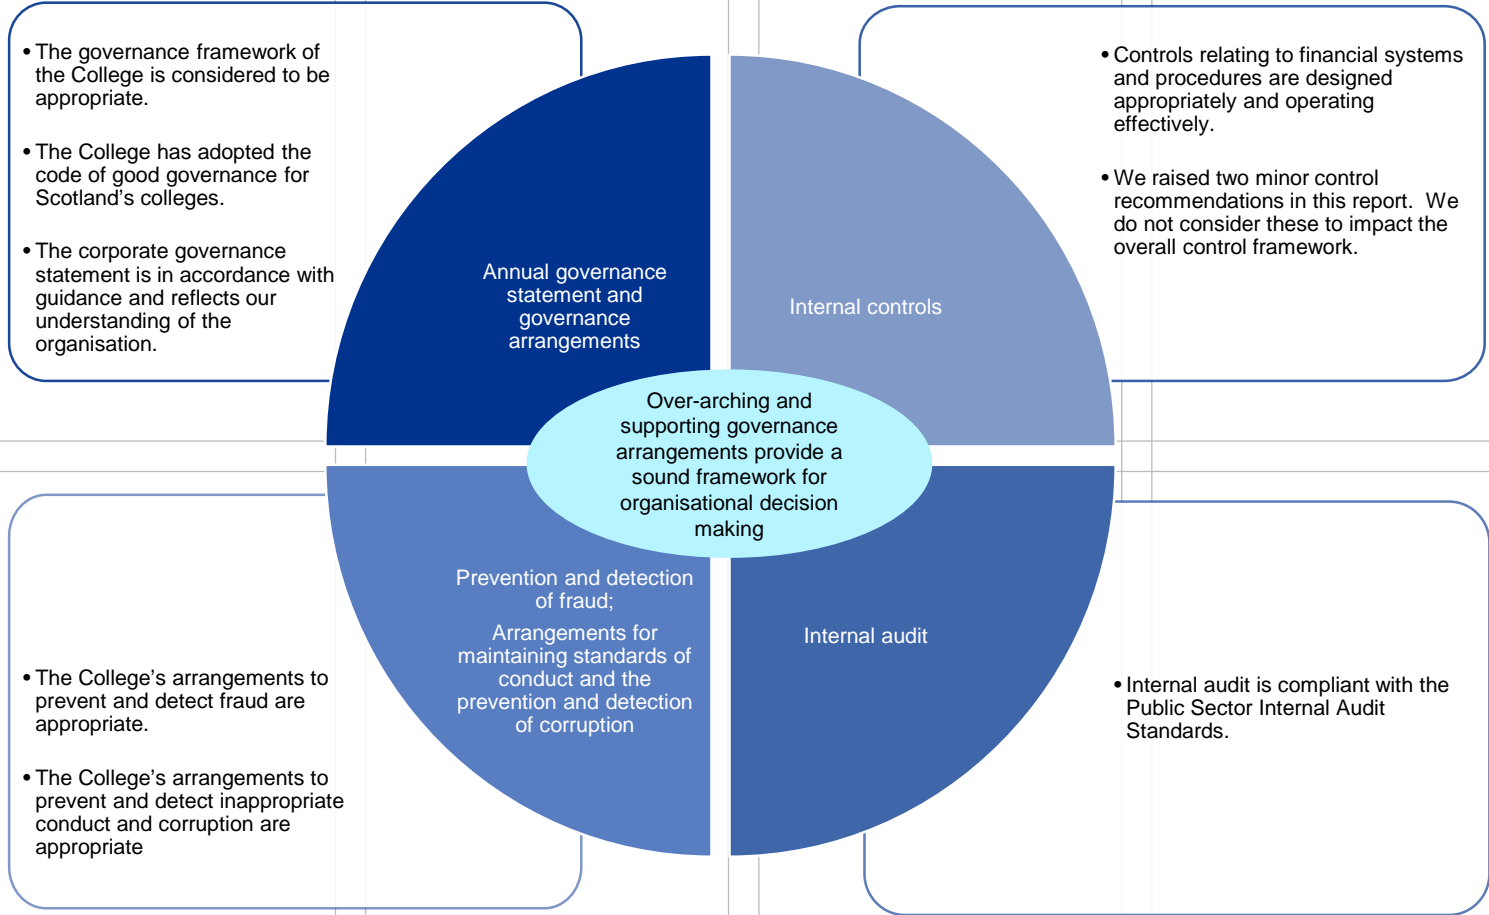 • The governance framework of
the College is considered to be
appropriate.
• The College has adopted the
code of good governance for
Scotland’s colleges.
• The corporate governance
statement is in accordance with
guidance and reflects our
understanding of the
organisation.
Annual governance
statement and
governance
arrangements
Internal controls
• Controls relating to financial systems
and procedures are designed
appropriately and operating
effectively.
• We raised two minor control
recommendations in this report.  We
do not consider these to impact the
overall control framework.
Over-arching and
supporting governance
arrangements provide a
sound framework for
organisational decision
making
• The College’s arrangements to
prevent and detect fraud are
appropriate.
• The College’s arrangements to
prevent and detect inappropriate
conduct and corruption are
appropriate
Prevention and detection
of fraud;
Arrangements for
maintaining standards of
conduct and the
prevention and detection
of corruption
Internal audit
• Internal audit is compliant with the
Public Sector Internal Audit
Standards.